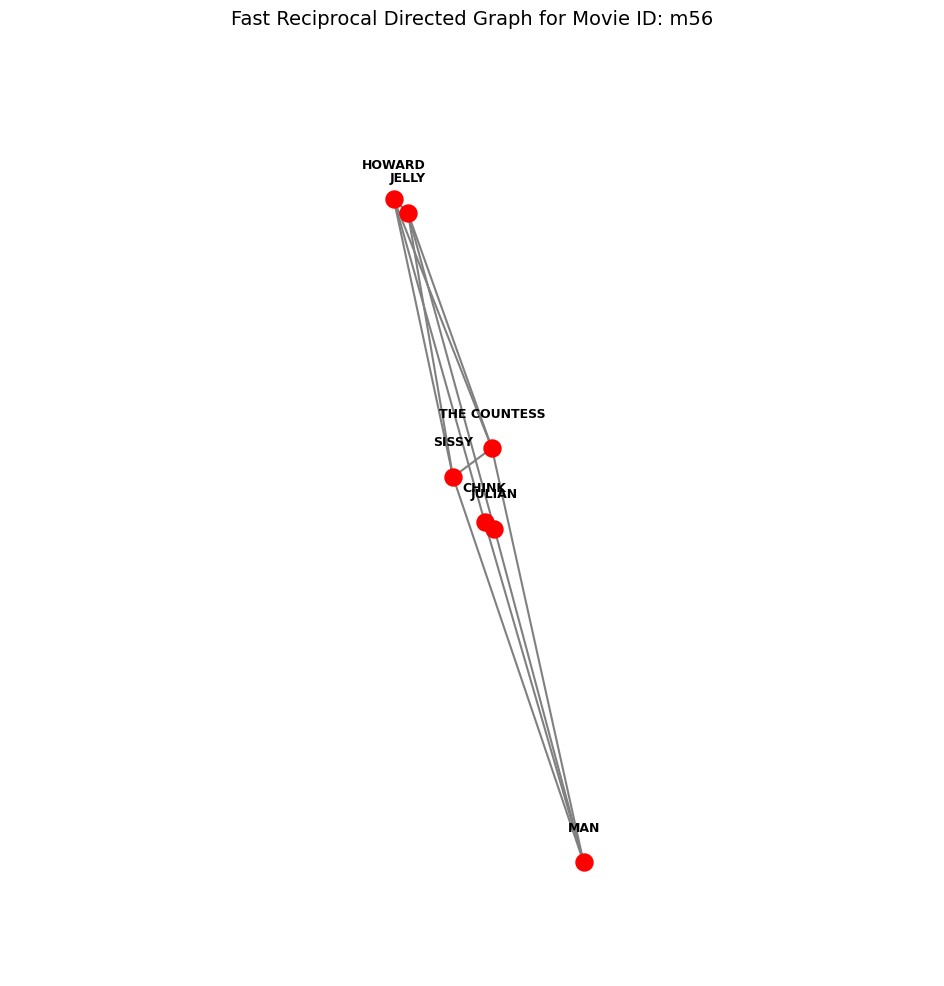 Fast Reciprocal Directed Graph for Movie ID: m56
HOWARD
JELLY
THE COUNTESS
SISSY
CHINK
JULIAN
MAN